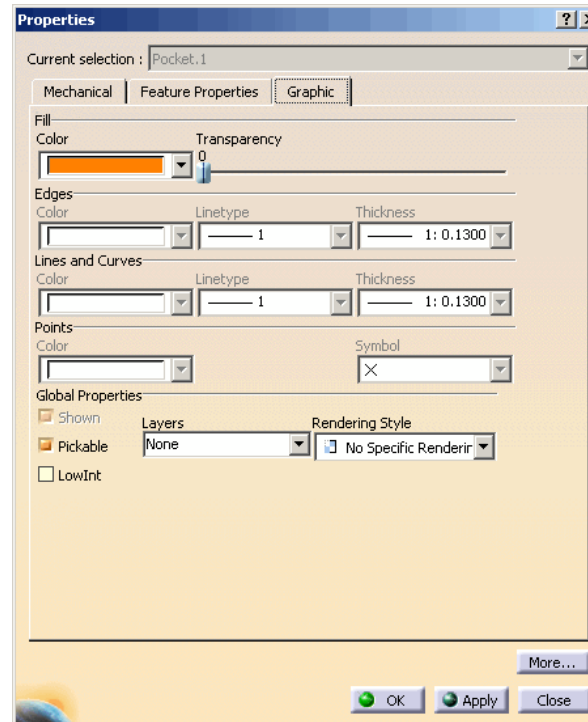 Properties
Current selection : Pocket.1
Mechanical Feature Properties Graphic
Fill
Color Transparency
0
Edges
Color Linetype Thickness
1 1: 0.1300
Lines and Curves
Color Linetype Thickness
1 1: 0.1300
Points
Color Symbol
Global Properties
Shown Layers Rendering Style
Pickable None No Specific Renderin
LowInt
More...
OK Apply Close